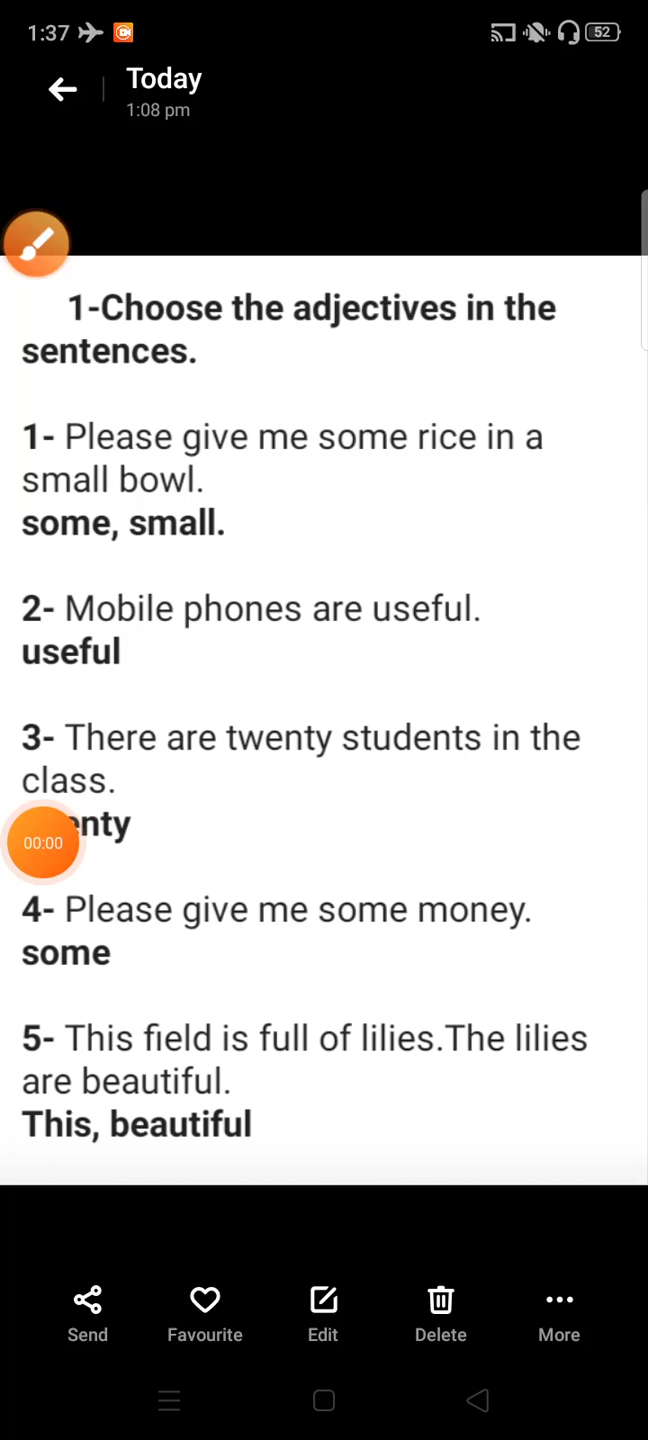 1:37
52
Today
1:08 pm
1-Choose the adjectives in the
sentences.
1- Please give me some rice in a
small bowl.
some, small.
2- Mobile phones are useful.
useful
3- There are twenty students in the
class.
enty
00:00
4- Please give me some money.
some
5- This field is full of lilies.The lilies
are beautiful.
This, beautiful
Send Favourite Edit Delete More